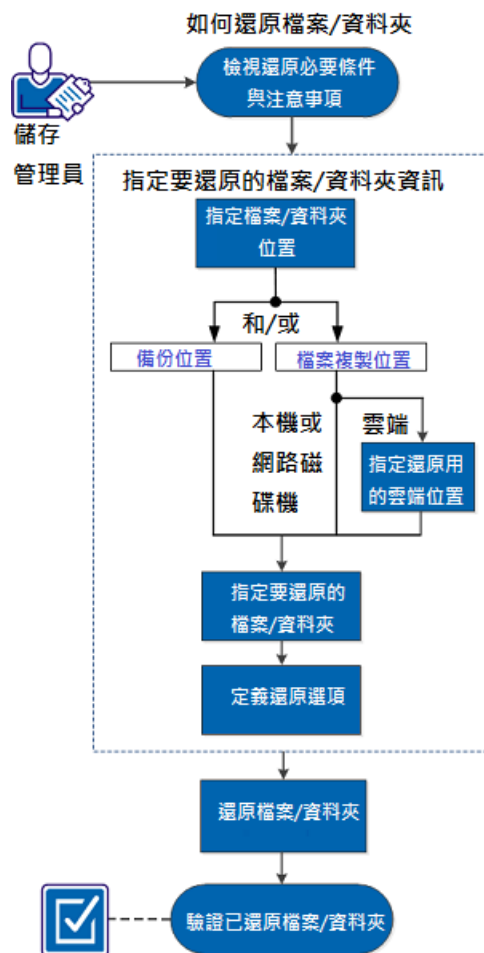 如何還原檔案/資料夾
檢視還原必要條件
與注意事項
儲存
管理員
指定要還原的檔案/資料夾資訊
指定檔案/資料夾
位置
和/或
備份位置
檔案複製位置
本機或
網路磁
碟機
雲端
指定還原用
的雲端位置
指定要還原的
檔案/資料夾
定義還原選項
還原檔案/資料夾
驗證已還原檔案/資料夾